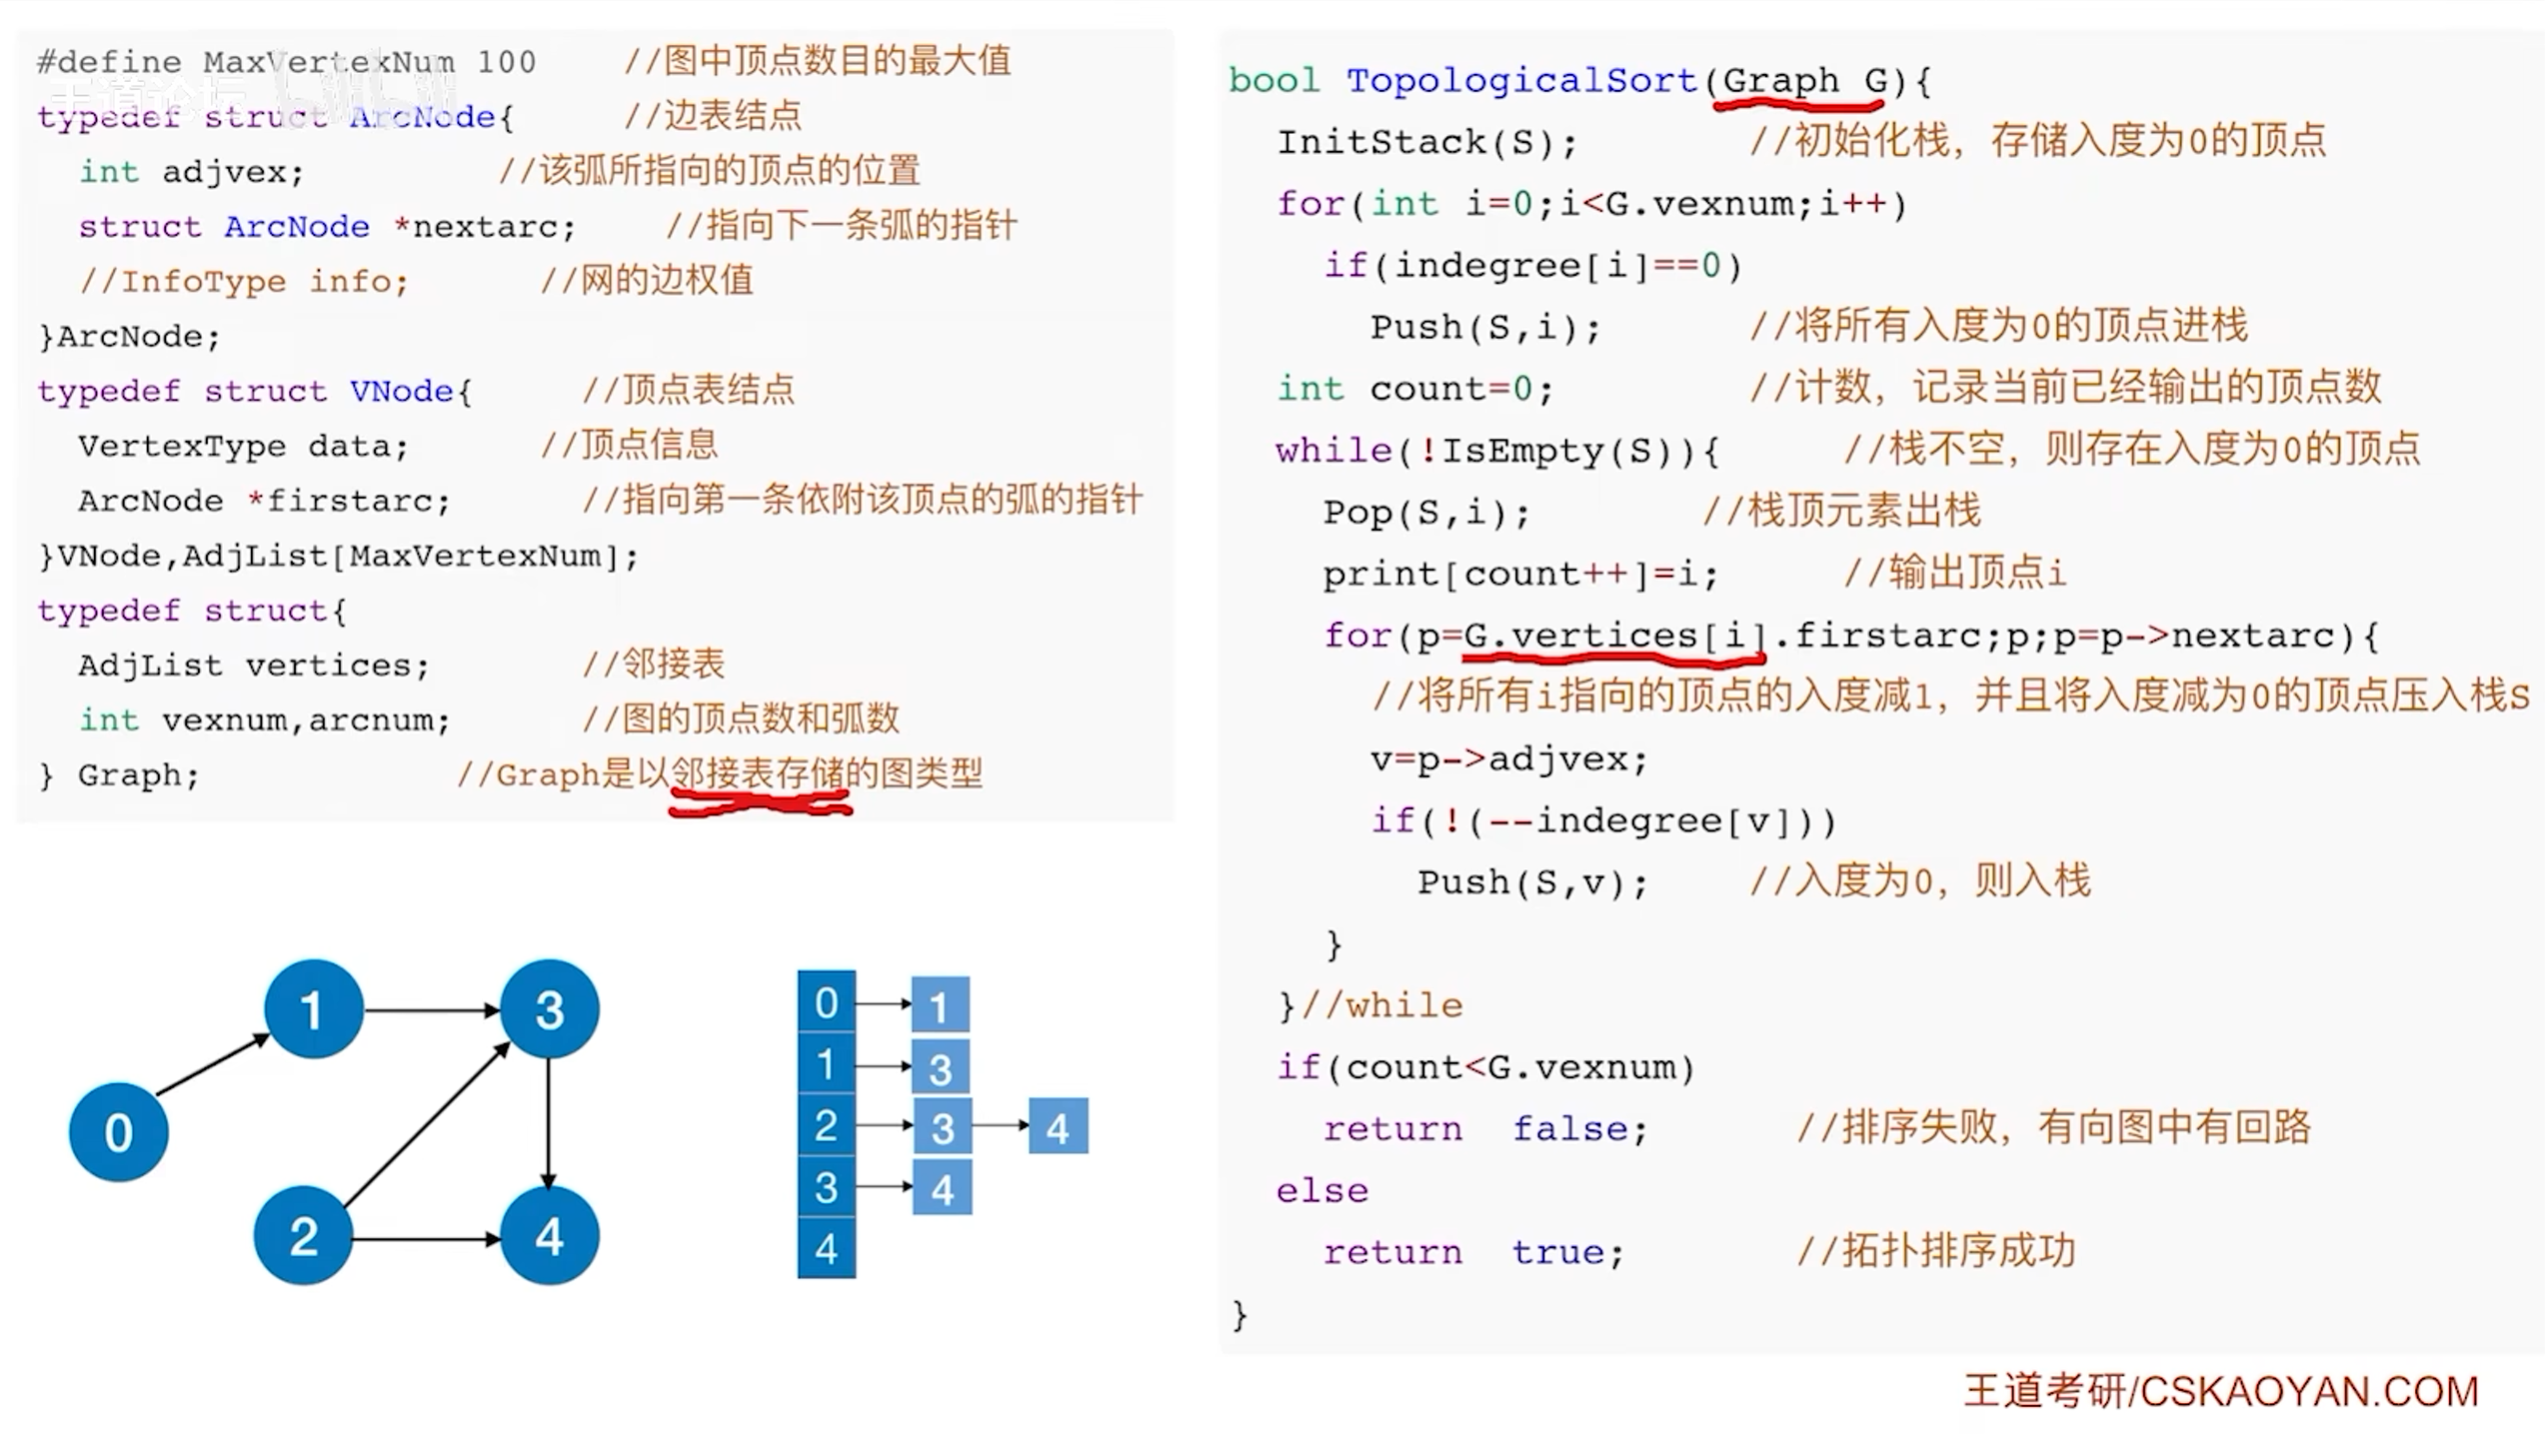 #define MaxVertexNum 100 //图中顶点数目的最大值
王道论坛 bilibili
typedef struct ArcNode{ //边表结点
int adjvex; //该弧所指向的顶点的位置
struct ArcNode *nextarc; //指向下一条弧的指针
//InfoType info; //网的边权值
}ArcNode;
typedef struct VNode{ //顶点表结点
VertexType data; //顶点信息
ArcNode *firstarc; //指向第一条依附该顶点的弧的指针
}VNode,AdjList[MaxVertexNum];
typedef struct{
AdjList vertices; //邻接表
int vexnum,arcnum; //图的顶点数和弧数
} Graph; //Graph是以邻接表存储的图类型
1 3
0
2 4
0 1
1 3
2 3 4
3 4
4
bool TopologicalSort(Graph G){
InitStack(S); //初始化栈，存储入度为0的顶点
for(int i=0;i<G.vexnum;i++)
if(indegree[i]==0)
Push(S,i); //将所有入度为0的顶点进栈
int count=0; //计数，记录当前已经输出的顶点数
while(!IsEmpty(S)){ //栈不空，则存在入度为0的顶点
Pop(S,i); //栈顶元素出栈
print[count++]=i; //输出顶点i
for(p=G.vertices[i].firstarc;p;p=p->nextarc){
//将所有i指向的顶点的入度减1，并且将入度减为0的顶点压入栈S
v=p->adjvex;
if(!(--indegree[v]))
Push(S,v); //入度为0，则入栈
}
}//while
if(count<G.vexnum)
return false; //排序失败，有向图中有回路
else
return true; //拓扑排序成功
}
王道考研/CSKAOYAN.COM